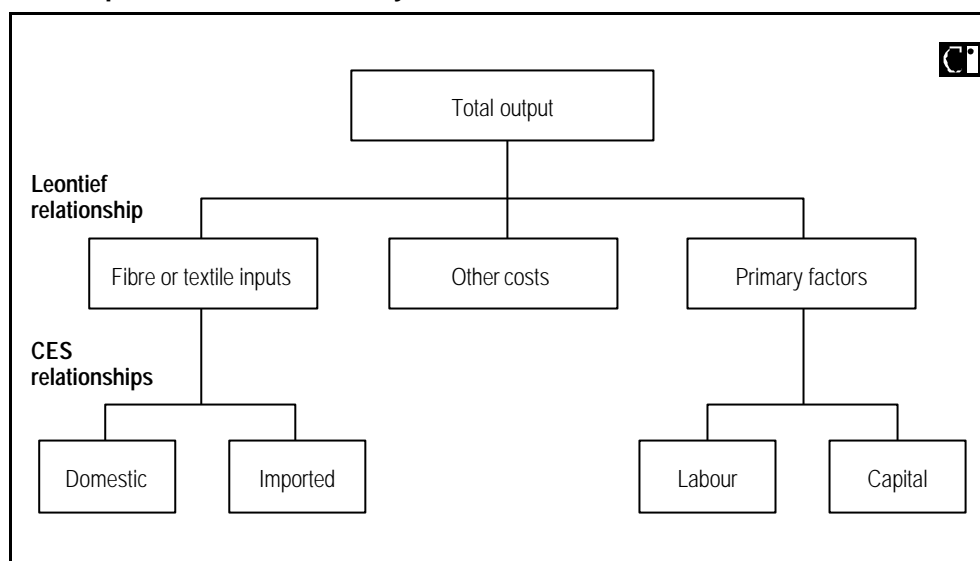 Total output
Leontief
relationship
Fibre or textile inputs
Other costs
Primary factors
CES
relationships
Domestic
Imported
Labour
Capital